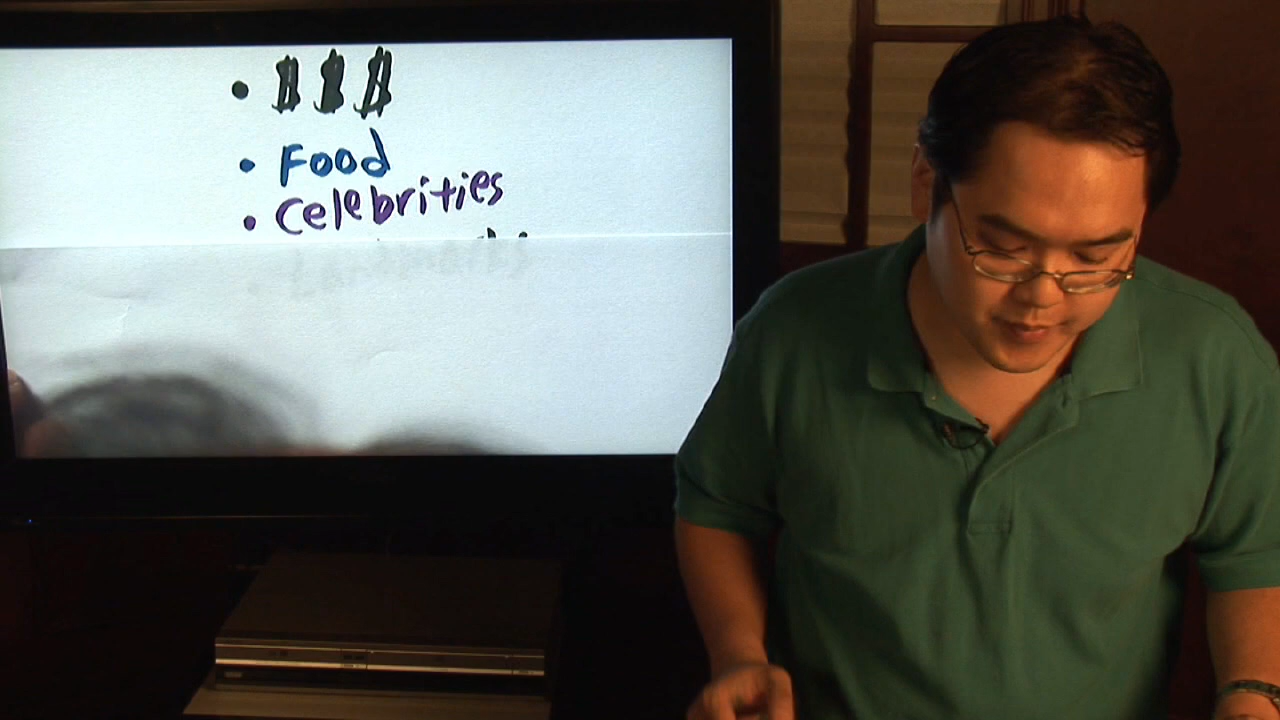 • $ $ $
• Food
• Celebrities